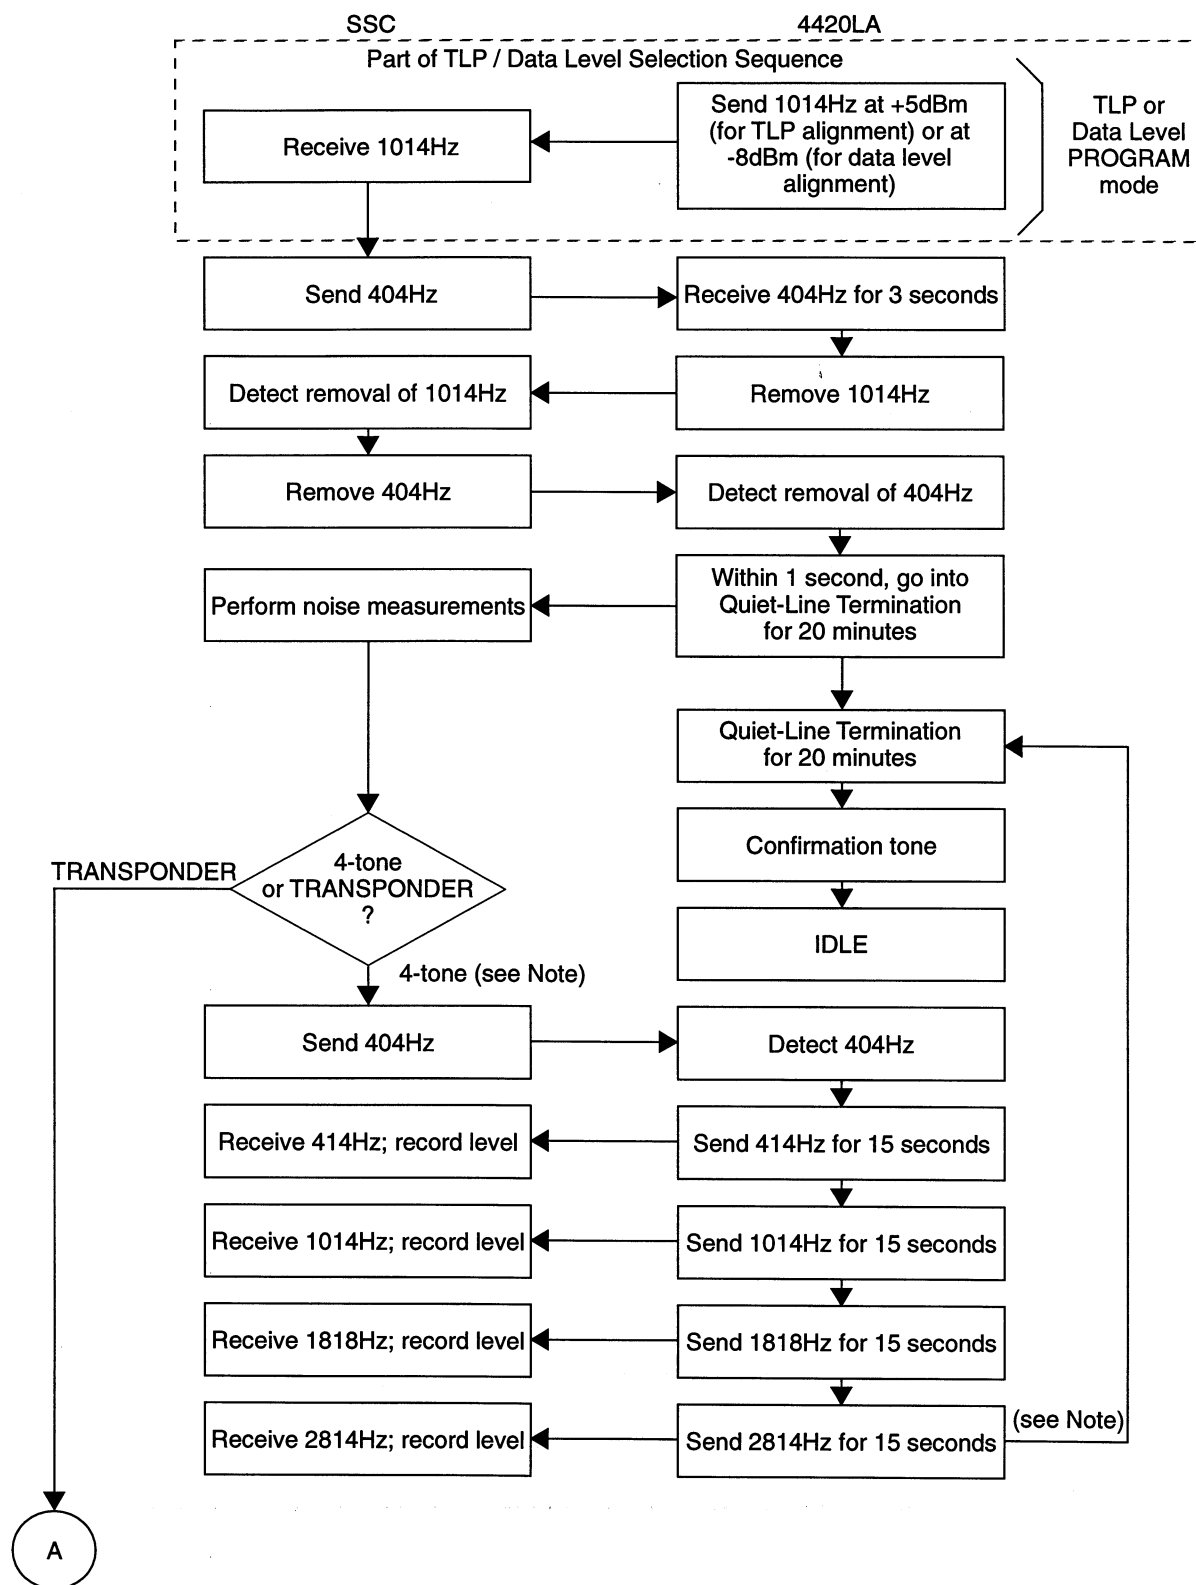 SSC
4420LA
Part of TLP / Data Level Selection Sequence
Receive 1014Hz
Send 1014Hz at +5dBm
(for TLP alignment) or at
-8dBm (for data level
alignment)
TLP or
Data Level
PROGRAM
mode
Send 404Hz
Receive 404Hz for 3 seconds
Detect removal of 1014Hz
Remove 1014Hz
Remove 404Hz
Detect removal of 404Hz
Perform noise measurements
Within 1 second, go into
Quiet-Line Termination
for 20 minutes
Quiet-Line Termination
for 20 minutes
Confirmation tone
TRANSPONDER
4-tone
or TRANSPONDER
?
IDLE
4-tone (see Note)
Send 404Hz
Detect 404Hz
Receive 414Hz; record level
Send 414Hz for 15 seconds
Receive 1014Hz; record level
Send 1014Hz for 15 seconds
Receive 1818Hz; record level
Send 1818Hz for 15 seconds
Receive 2814Hz; record level
Send 2814Hz for 15 seconds
(see Note)
A